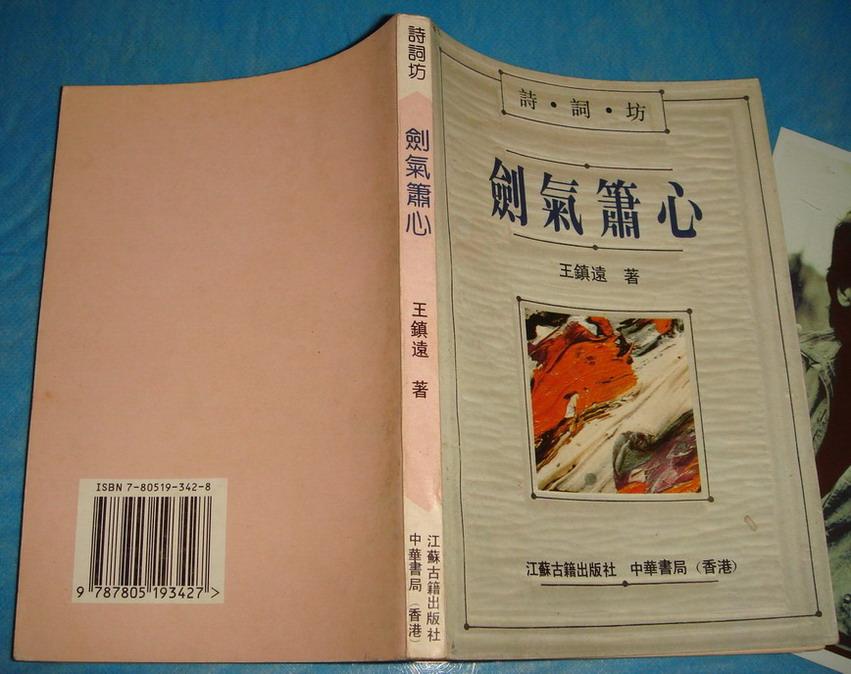 詩詞坊
劍氣簫心
王鎮遠 著
江蘇古籍出版社
中華書局（香港）
詩·詞·坊
劍氣簫心
王鎮遠 著
江蘇古籍出版社 中華書局（香港）
ISBN 7-80519-342-8
9 787805 193427 >